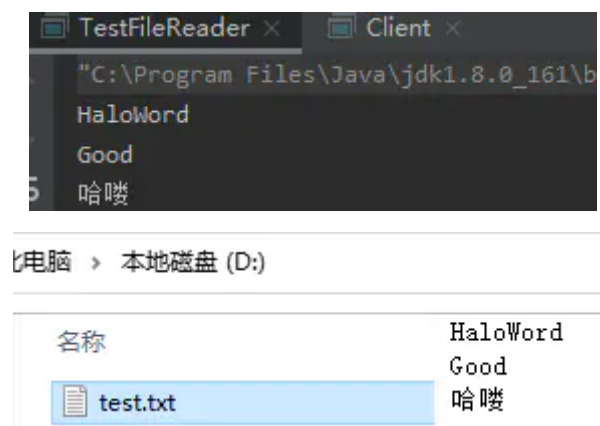 TestFileReader × Client ×
"C:\Program Files\Java\jdk1.8.0_161\b
HaloWord
Good
哈喽
电脑 > 本地磁盘 (D:)
名称
test.txt
HaloWord
Good
哈喽